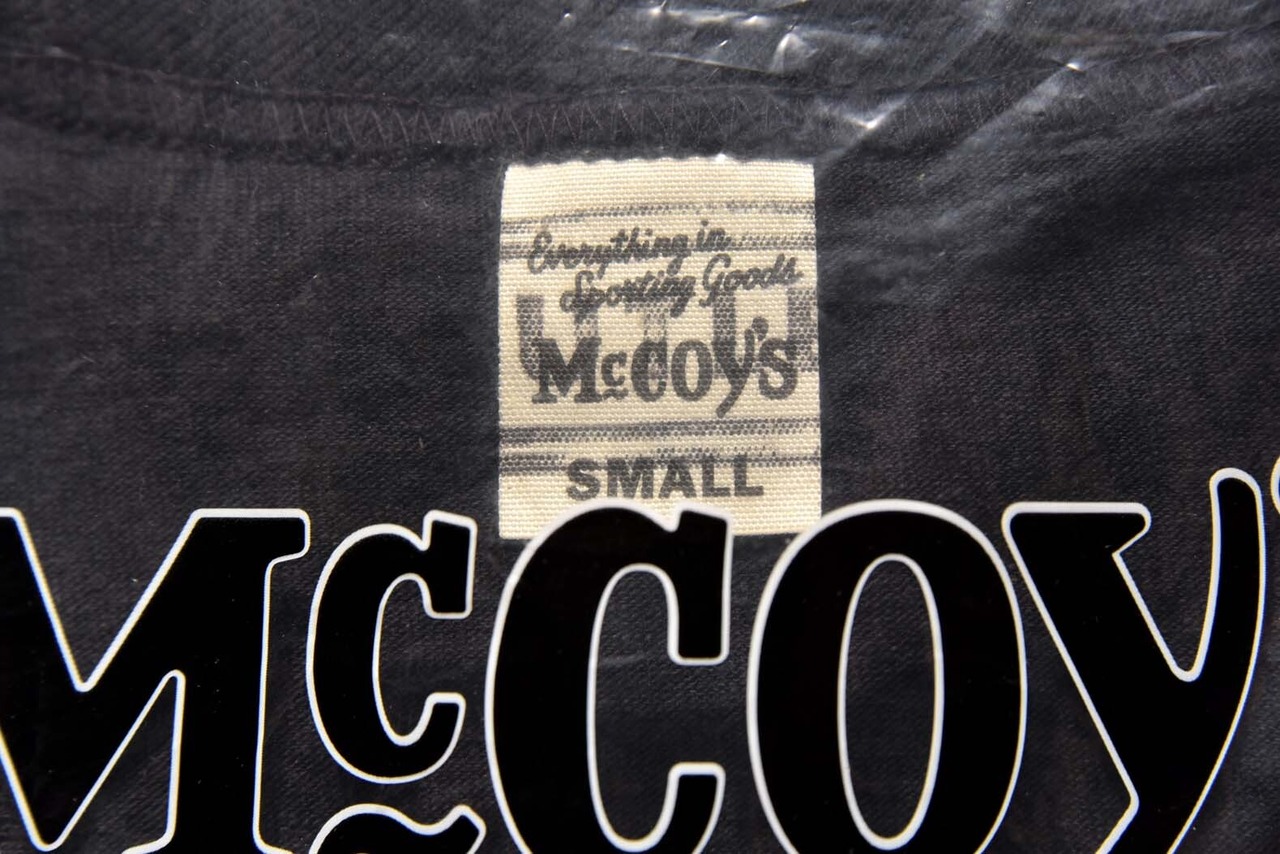 Everything in
Sporting Goods
McCOY'S
SMALL
McCOY'